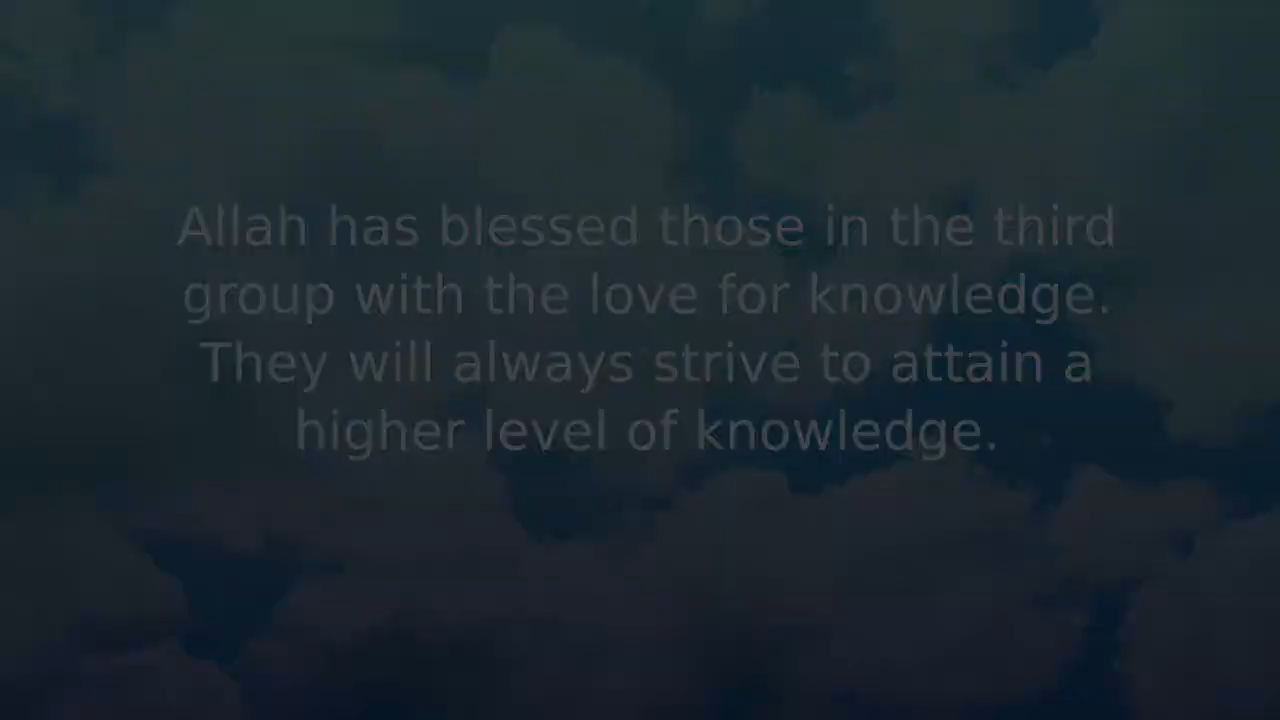 Allah has blessed those in the third
group with the love for knowledge.
They will always strive to attain a
higher level of knowledge.